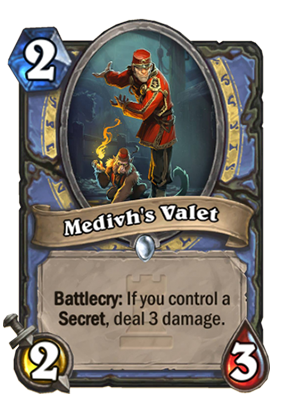 2
Medivh's Valet
Battlecry: If you control a
Secret, deal 3 damage.
2
3